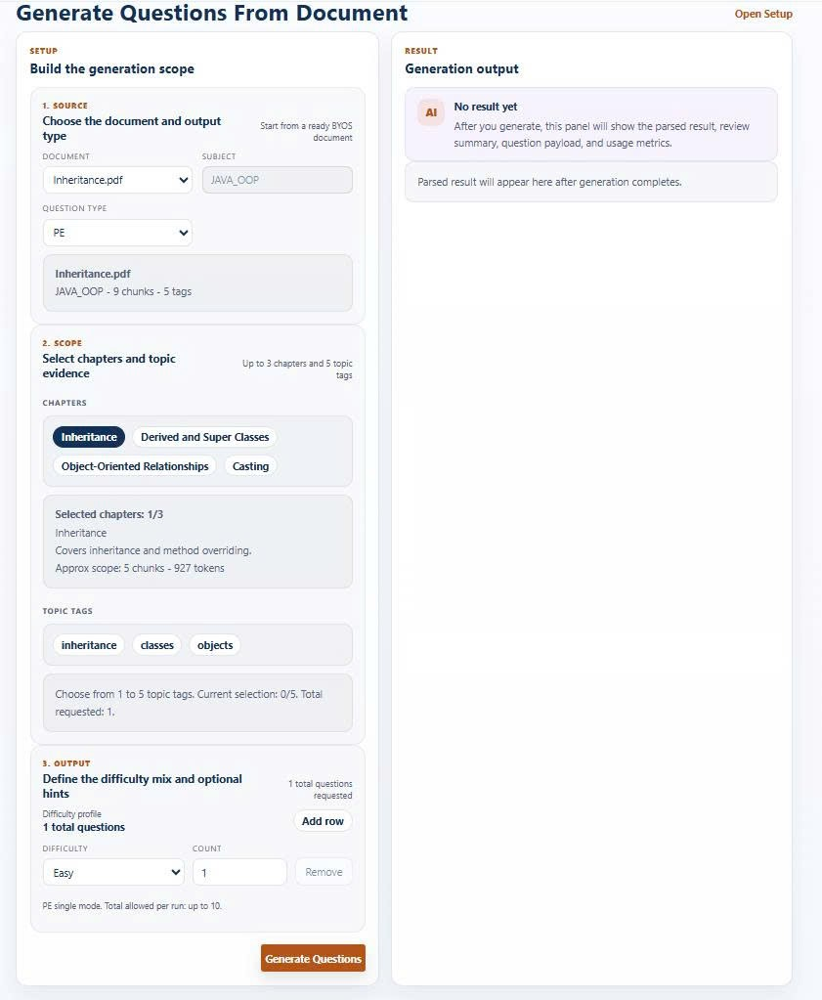 Generate Questions From Document
Open Setup
SETUP
Build the generation scope
1. SOURCE
Choose the document and output
type
Start from a ready BYOS
document
DOCUMENT
SUBJECT
Inheritance.pdf
JAVA_OOP
QUESTION TYPE
PE
Inheritance.pdf
JAVA_OOP - 9 chunks - 5 tags
2. SCOPE
Select chapters and topic
evidence
Up to 3 chapters and 5 topic
tags
CHAPTERS
Inheritance
Derived and Super Classes
Object-Oriented Relationships
Casting
Selected chapters: 1/3
Inheritance
Covers inheritance and method overriding.
Approx scope: 5 chunks - 927 tokens
TOPIC TAGS
inheritance
classes
objects
Choose from 1 to 5 topic tags. Current selection: 0/5. Total
requested: 1.
3. OUTPUT
Define the difficulty mix and optional
hints
1 total questions
requested
Difficulty profile
1 total questions
Add row
DIFFICULTY
COUNT
Easy
1
Remove
PE single mode. Total allowed per run: up to 10.
Generate Questions
RESULT
Generation output
AI
No result yet
After you generate, this panel will show the parsed result, review
summary, question payload, and usage metrics.
Parsed result will appear here after generation completes.